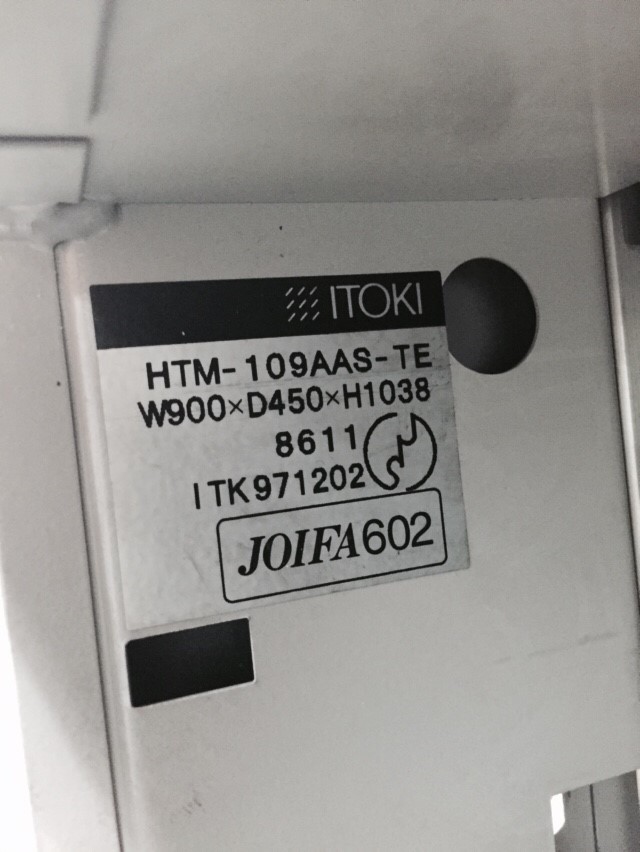 ITOKI
HTM-109AAS-TE
W900×D450×H1038
8611
ITK971202
JOIFA602